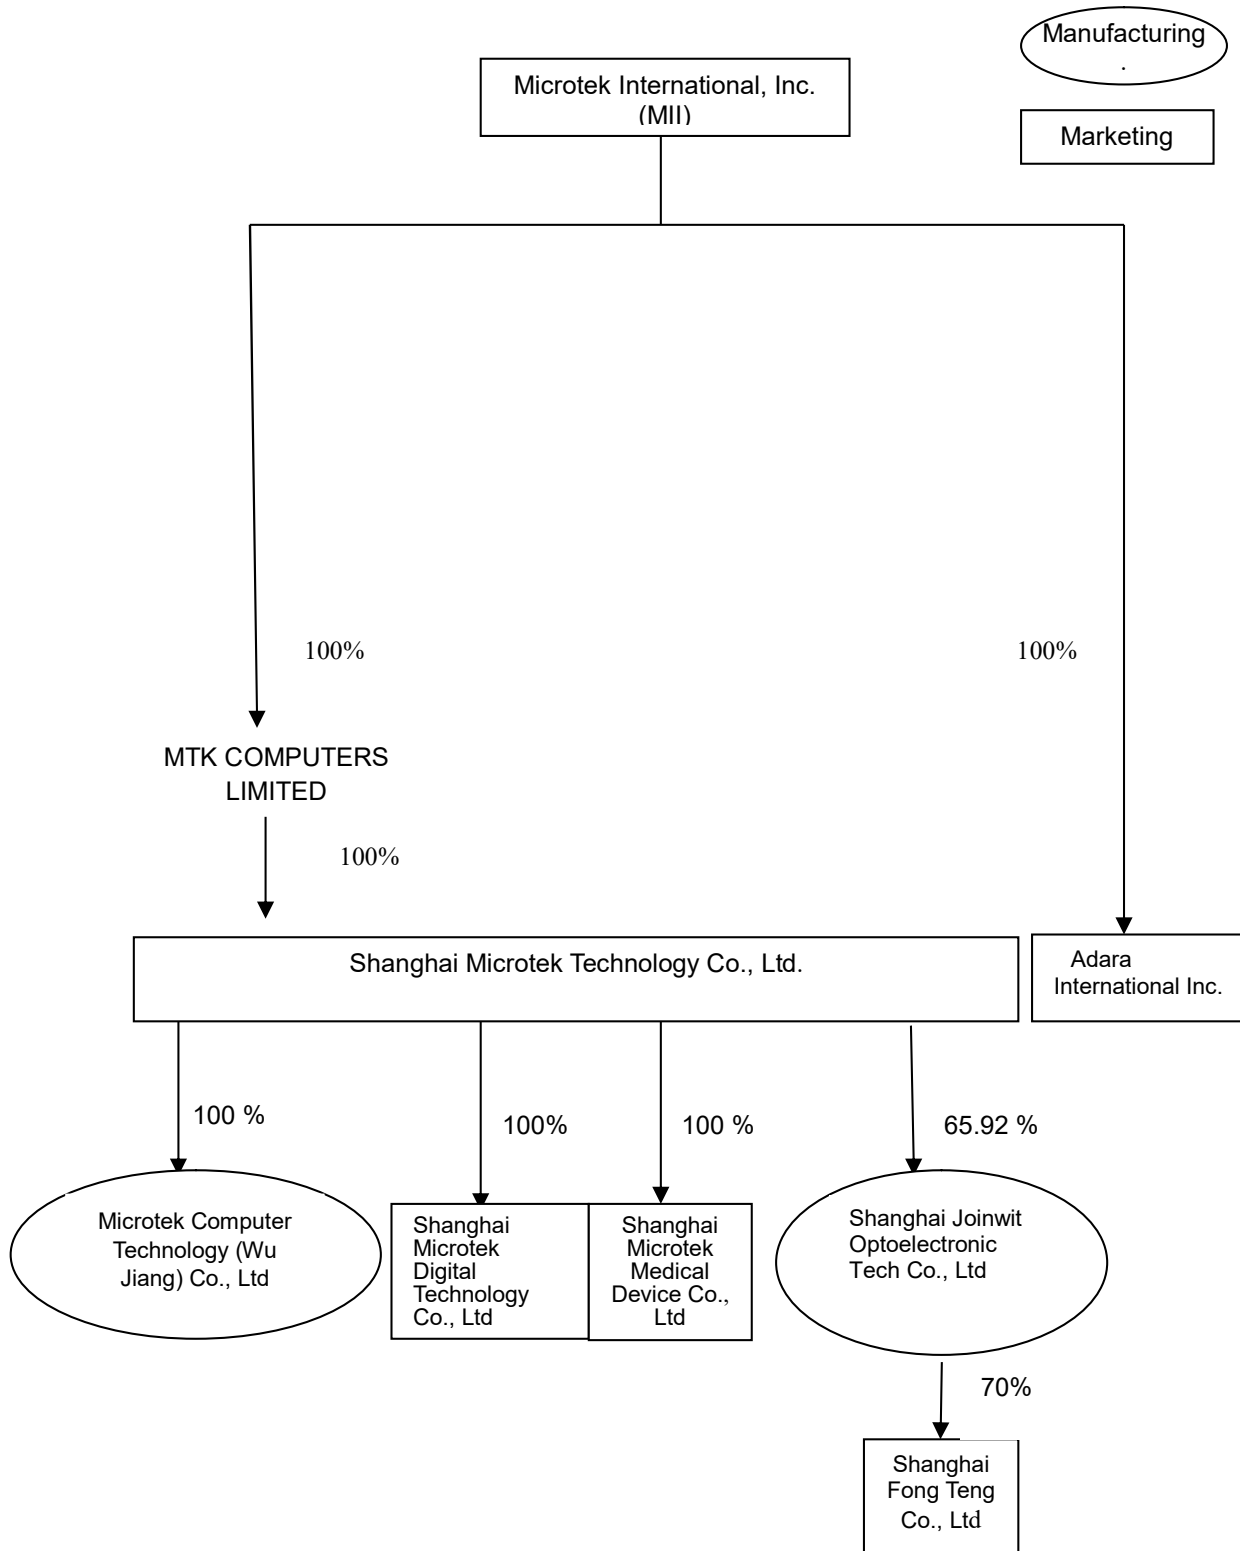 Manufacturing
.
Microtek International, Inc.
(MII)
Marketing
100%
100%
MTK COMPUTERS
LIMITED
100%
Shanghai Microtek Technology Co., Ltd.
Adara
International Inc.
100 %
100%
100 %
65.92 %
Microtek Computer
Technology (Wu
Jiang) Co., Ltd
Shanghai
Microtek
Digital
Technology
Co., Ltd
Shanghai
Microtek
Medical
Device Co.,
Ltd
Shanghai Joinwit
Optoelectronic
Tech Co., Ltd
70%
Shanghai
Fong Teng
Co., Ltd